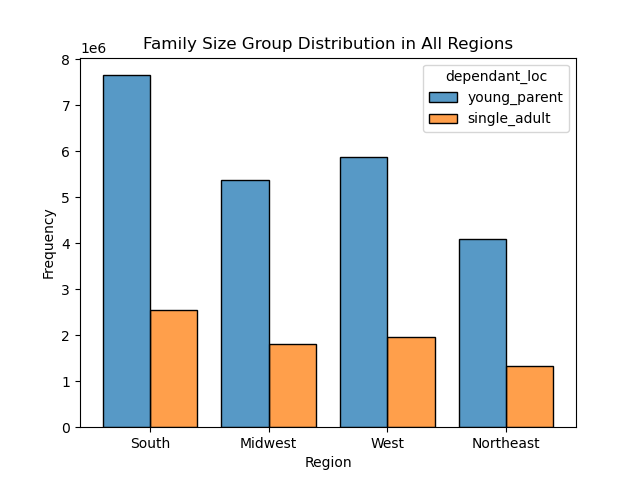 Family Size Group Distribution in All Regions
1e6
dependant_loc
young_parent
single_adult
8
7
6
5
4
3
2
1
0
Frequency
South Midwest West Northeast
Region